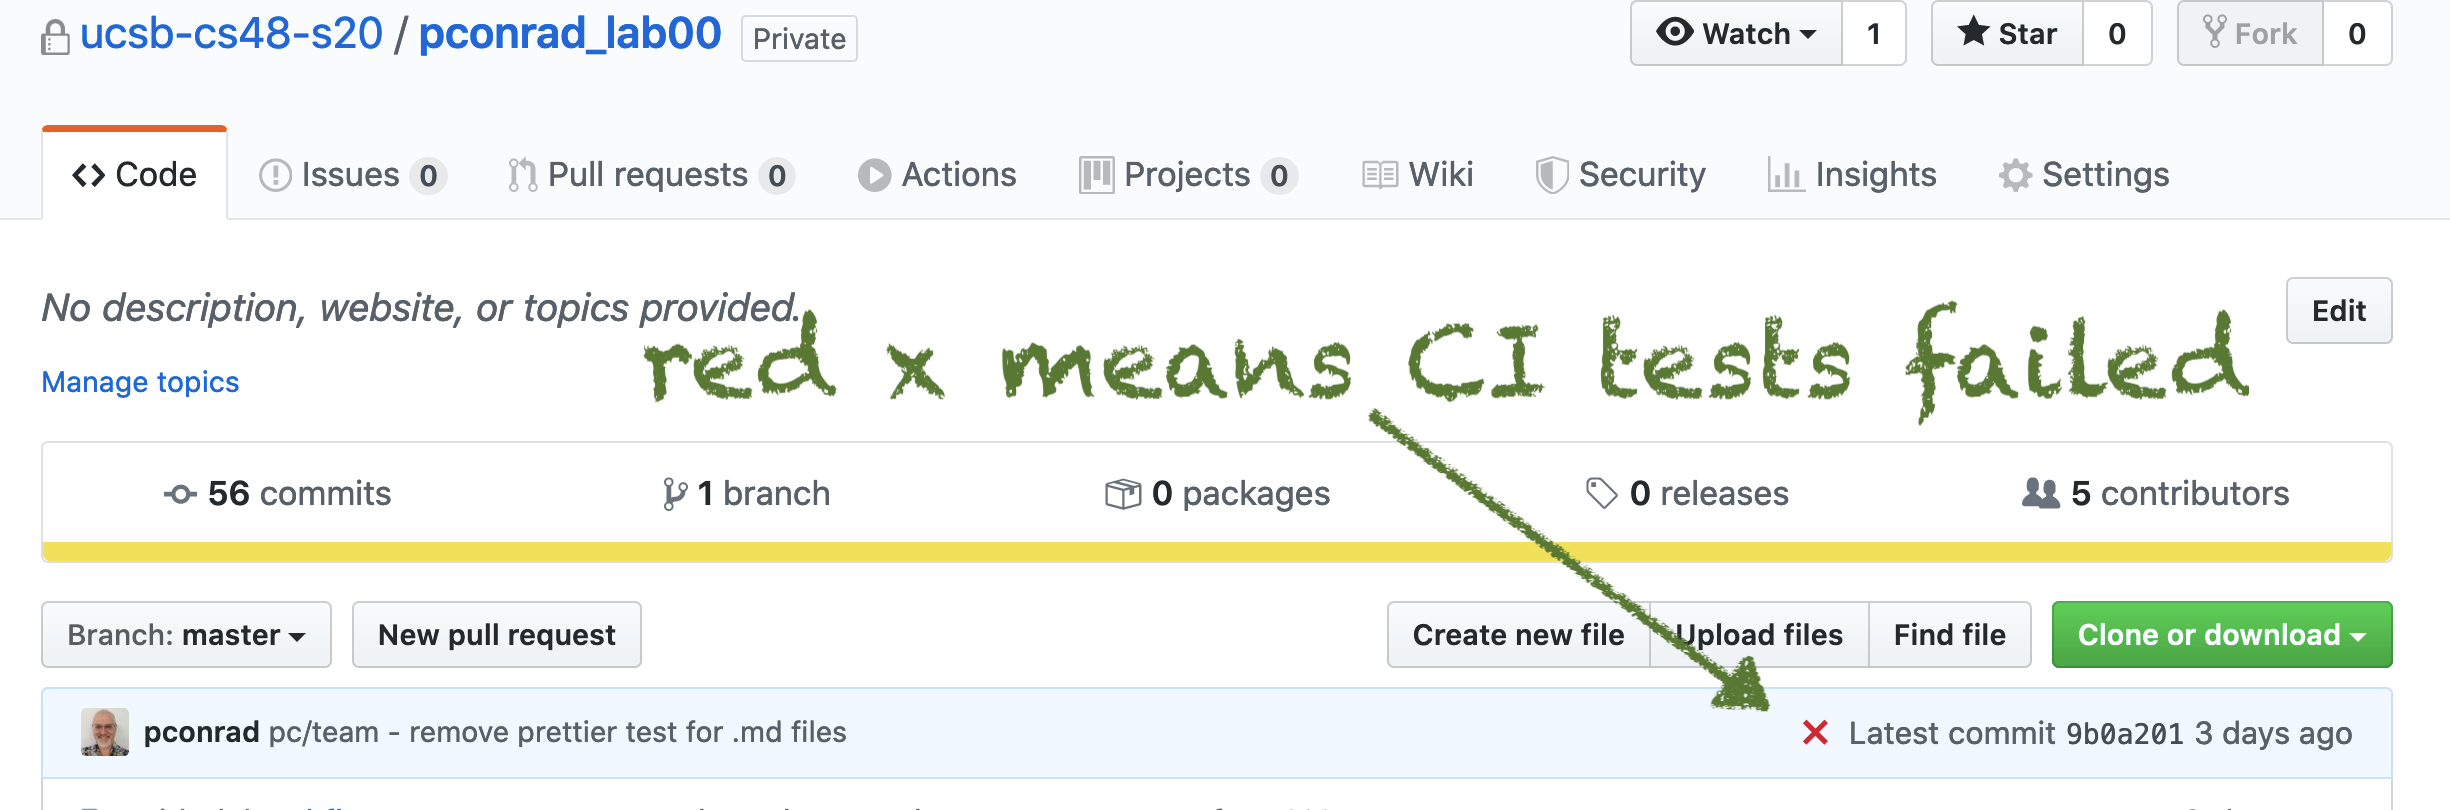 ucsb-cs48-s20 / pconrad_lab00 Private Watch 1 Star 0 Fork 0
Code Issues 0 Pull requests 0 Actions Projects 0 Wiki Security Insights Settings
No description, website, or topics provided. Edit
red x means CI tests failed
Manage topics
56 commits 1 branch 0 packages 0 releases 5 contributors
Branch: master New pull request Create new file Upload files Find file Clone or download
pconrad pc/team - remove prettier test for .md files Latest commit 9b0a201 3 days ago